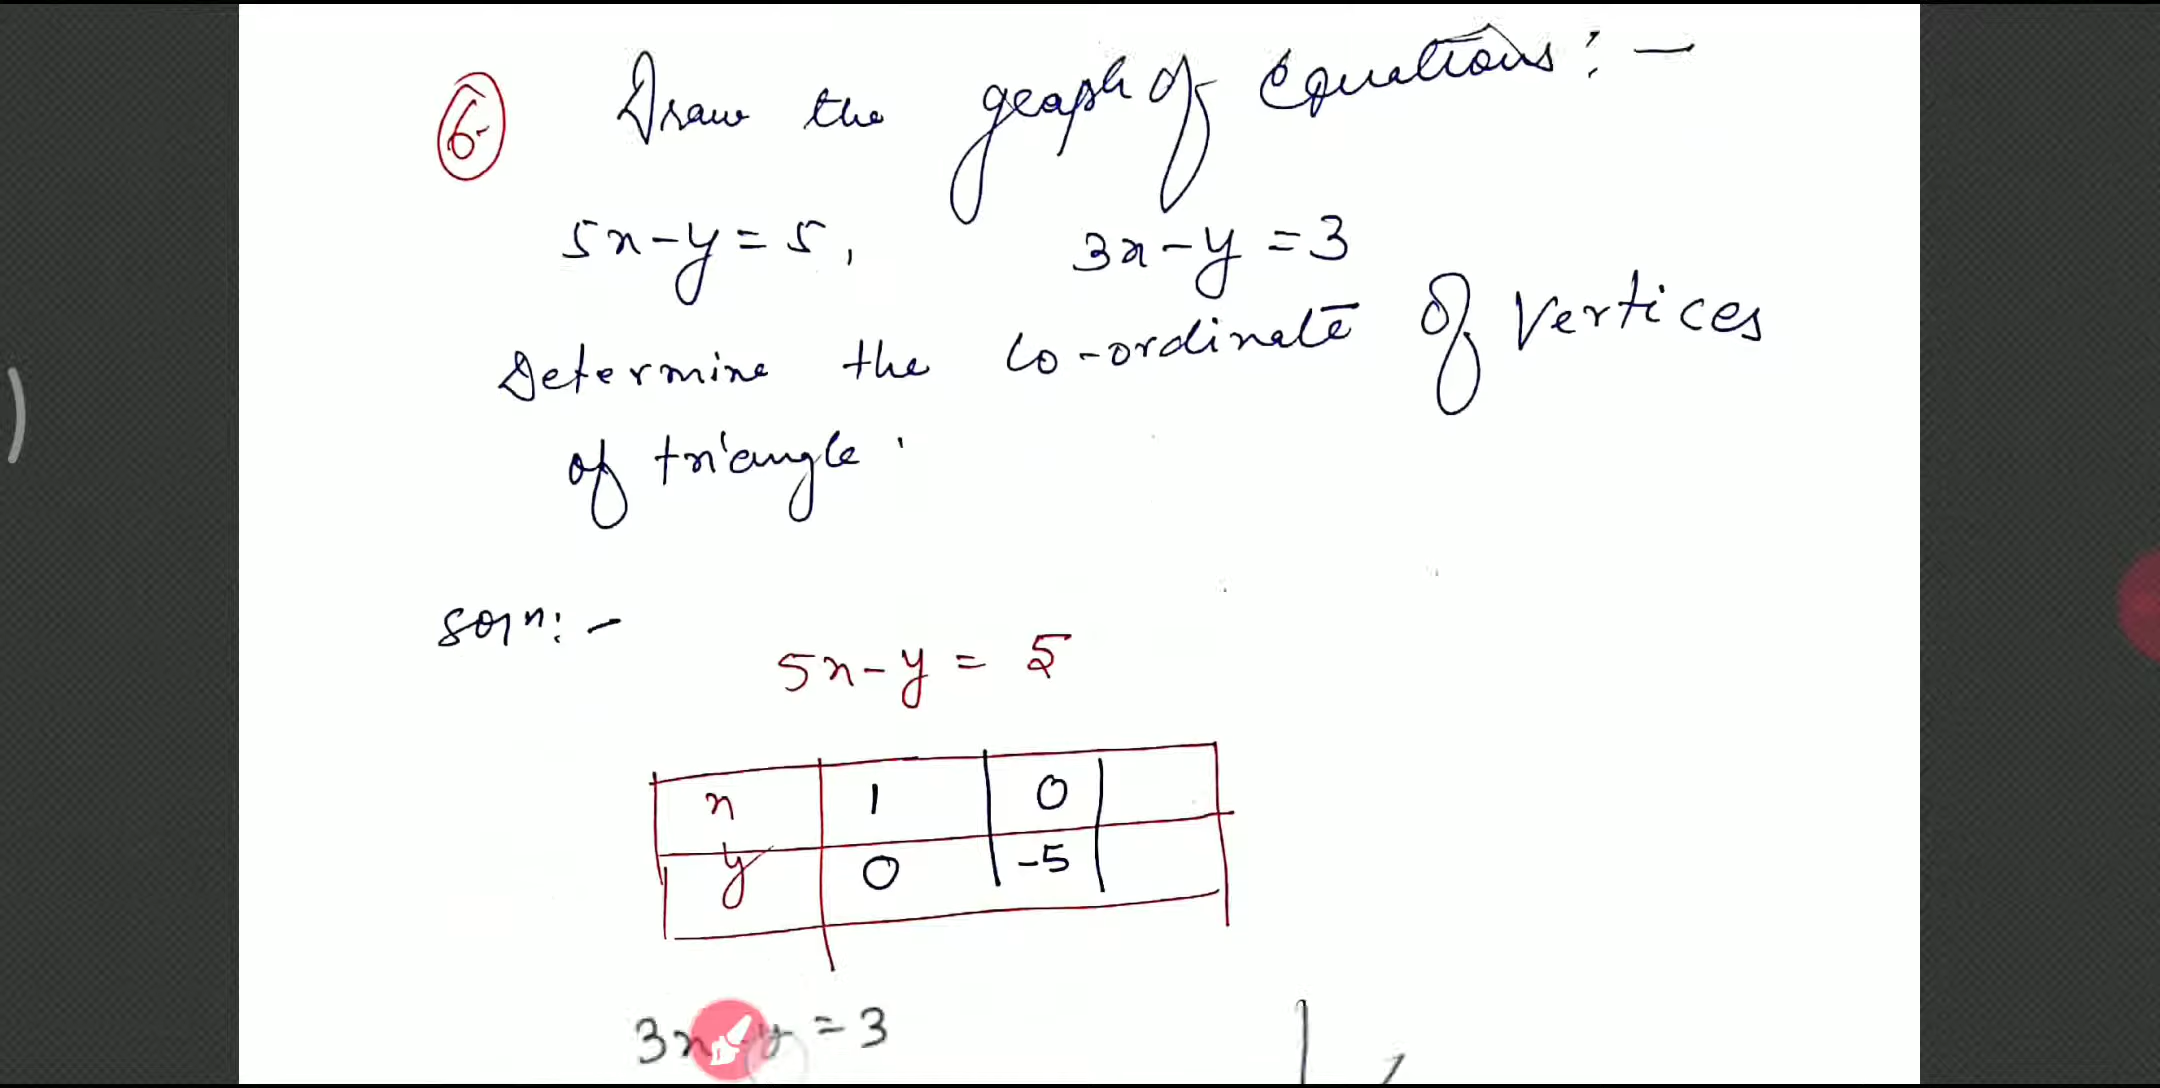 6. Draw the graph of equations:-
5x-y=5, 3x-y=3
Determine the co-ordinate of vertices
of triangle.
Soln:-
5x-y = 5
x 1 0
y 0 -5
3x-y=3